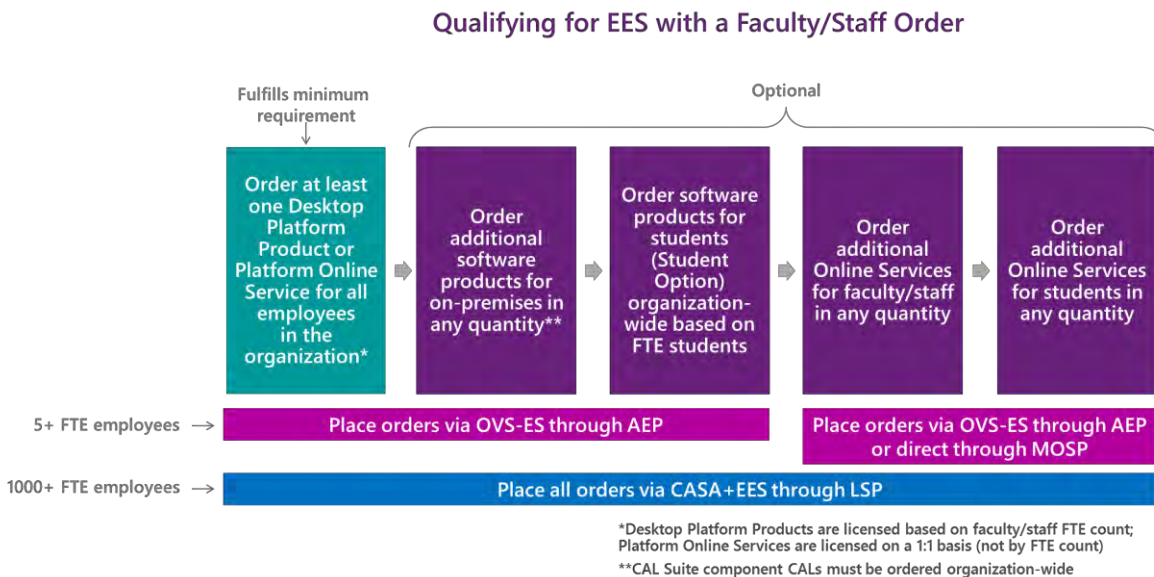 Qualifying for EES with a Faculty/Staff Order
Fulfills minimum
requirement
Optional
Order at least
one Desktop
Platform
Product or
Platform Online
Service for all
employees
in the
organization*
Order
additional
software
products for
on-premises in
any quantity**
Order software
products for
students
(Student
Option)
organization-
wide based on
FTE students
Order
additional
Online Services
for faculty/staff
in any quantity
Order
additional
Online Services
for students in
any quantity
5+ FTE employees
Place orders via OVS-ES through AEP
Place orders via OVS-ES through AEP
or direct through MOSP
1000+ FTE employees
Place all orders via CASA+EES through LSP
*Desktop Platform Products are licensed based on faculty/staff FTE count;
Platform Online Services are licensed on a 1:1 basis (not by FTE count)
**CAL Suite component CALs must be ordered organization-wide